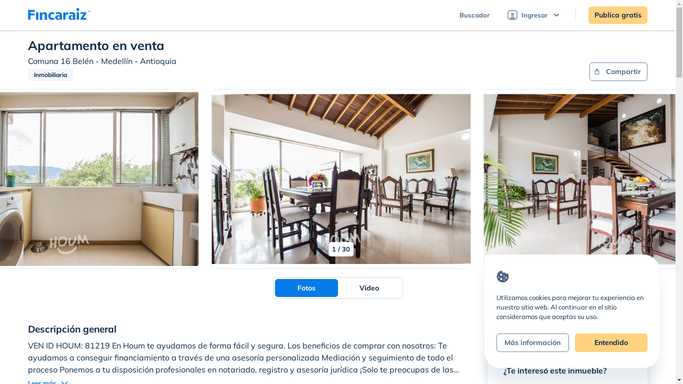 Fincaraiz
Buscador
Ingresar
Publica gratis
Apartamento en venta
Comuna 16 Belén - Medellín - Antioquia
Inmobiliaria
Compartir
HOUM
HOUM
HOUM
1 / 30
Fotos
Video
Utilizamos cookies para mejorar tu experiencia en
nuestro sitio web. Al continuar en el sitio
consideramos que aceptas su uso.
Más información
Entendido
Descripción general
VEN ID HOUM: 81219 En Houm te ayudamos de forma fácil y segura. Los beneficios de comprar con nosotros: Te
ayudamos a conseguir financiamiento a través de una asesoría personalizada Mediación y seguimiento de todo el
proceso Ponemos a tu disposición profesionales en notariado, registro y asesoría jurídica ¡Solo te preocupas de las...
Leer más
¿Te interesó este inmueble?